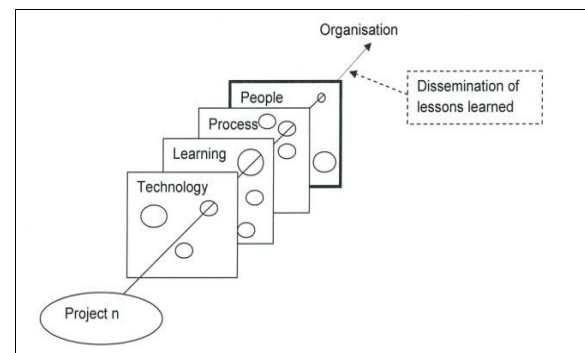 Organisation
Dissemination of
lessons learned
People
Process
Learning
Technology
Project n